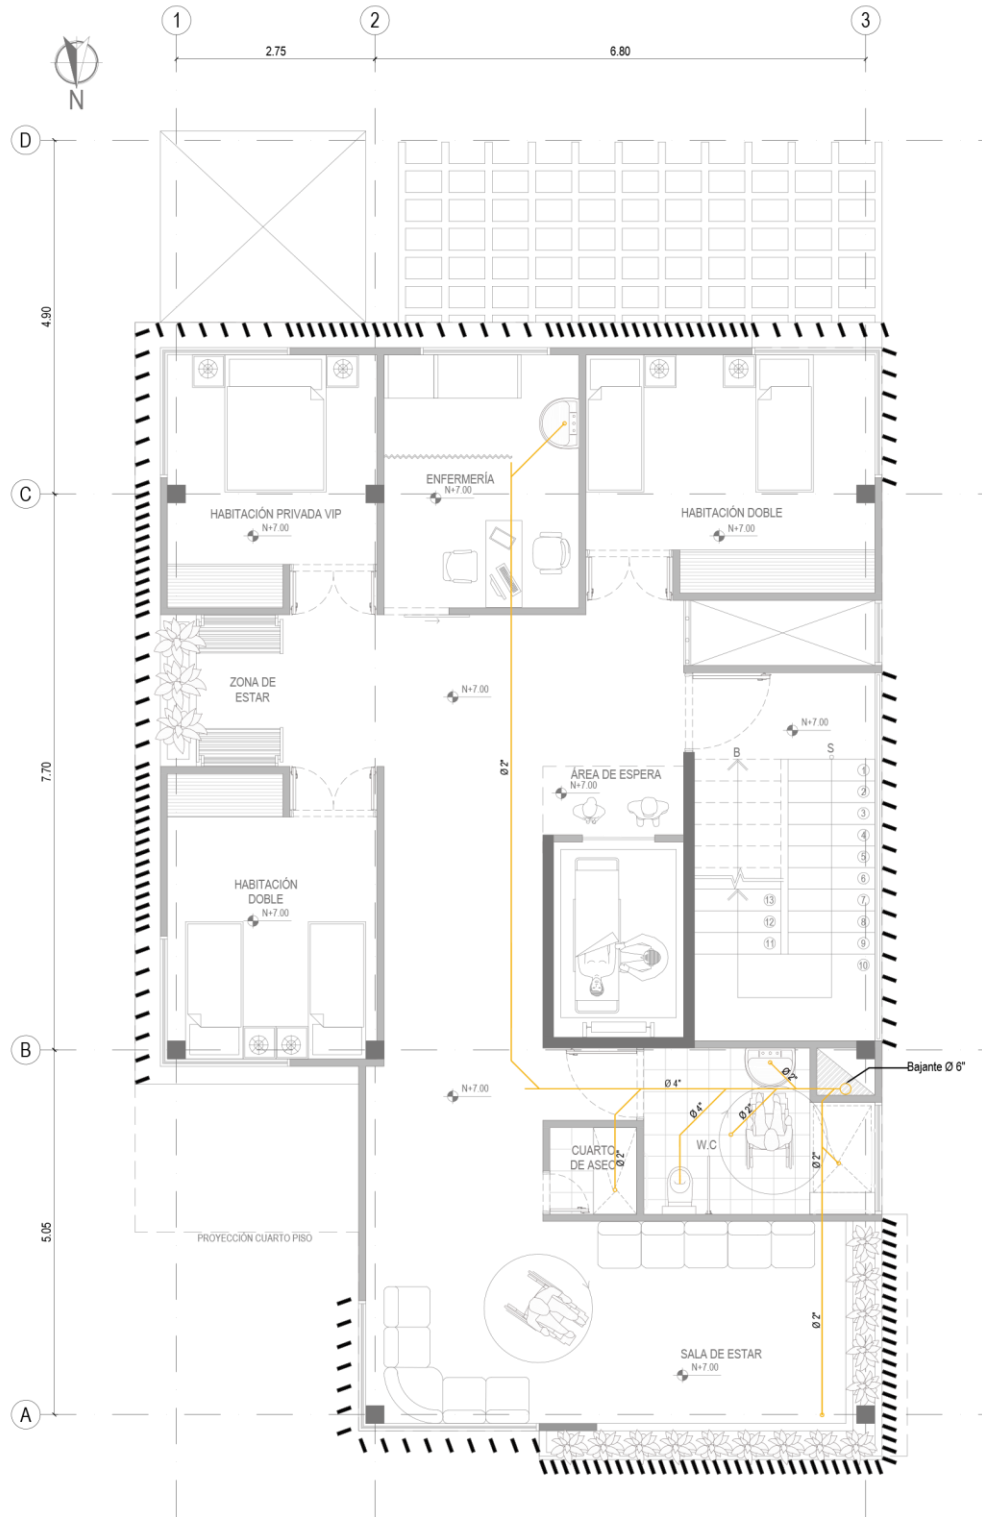 1
2
3
2.75
6.80
N
D
4.90
C
ENFERMERÍA
N+7.00
HABITACIÓN PRIVADA VIP
N+7.00
HABITACIÓN DOBLE
N+7.00
ZONA DE
ESTAR
N+7.00
N+7.00
B
S
7.70
Ø 2"
ÁREA DE ESPERA
N+7.00
1
2
3
4
5
6
7
8
9
10
13
12
11
HABITACIÓN
DOBLE
N+7.00
B
N+7.00
Bajante Ø 6"
Ø 4"
Ø 2"
Ø 4"
Ø 2"
W.C
CUARTO
DE ASEO
Ø 2"
Ø 2"
5.05
PROYECCIÓN CUARTO PISO
Ø 2"
SALA DE ESTAR
N+7.00
A